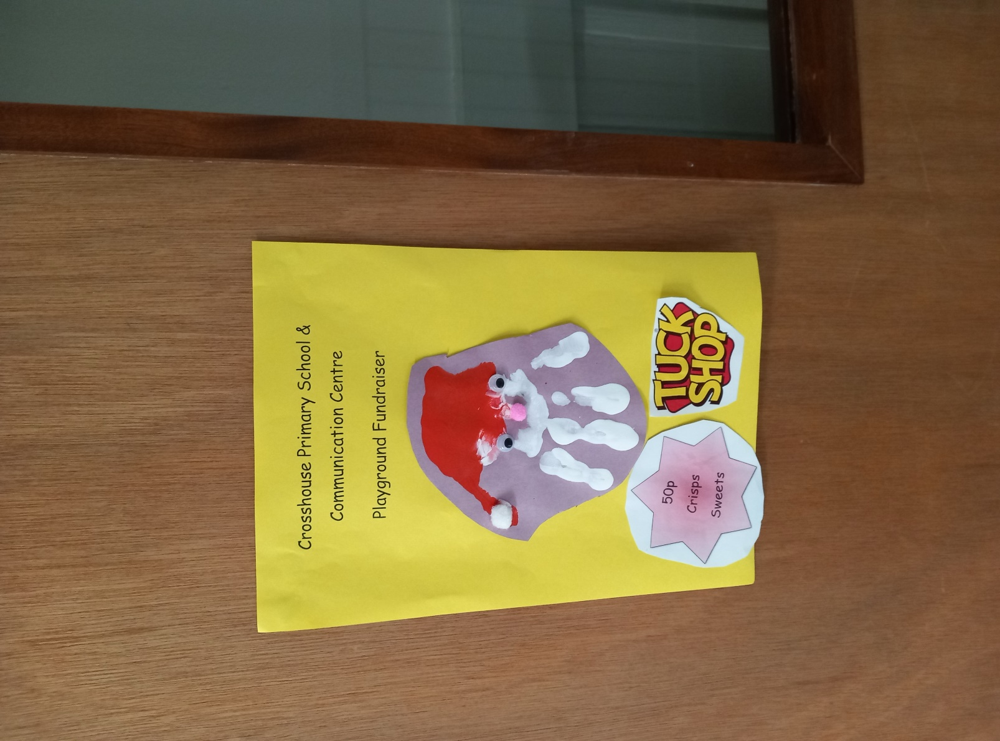 Crosshouse Primary School &
Communication Centre
Playground Fundraiser
50p
Crisps
Sweets
TUCK
SHOP